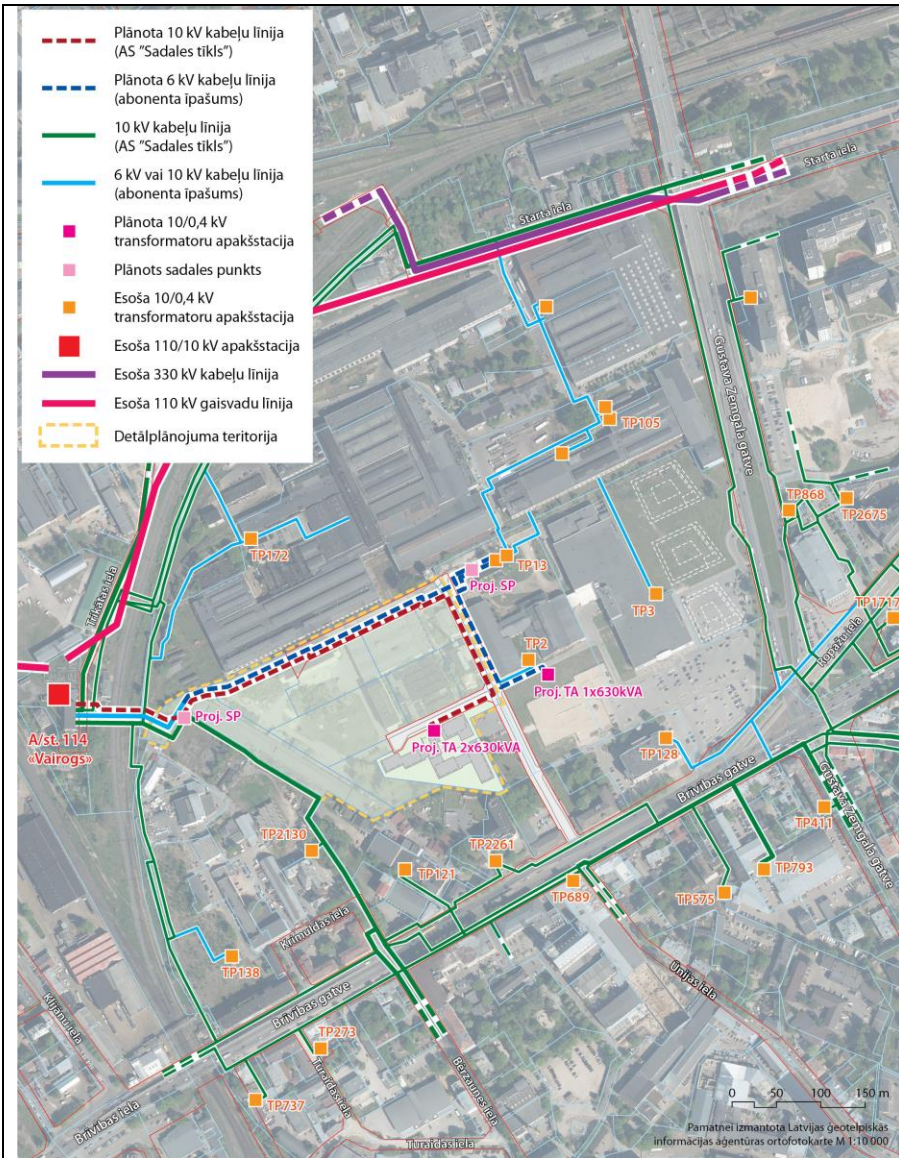 Plānota 10 kV kabeļu līnija
(AS "Sadales tīkls")
Plānota 6 kV kabeļu līnija
(abonenta īpašums)
10 kV kabeļu līnija
(AS "Sadales tīkls")
6 kV vai 10 kV kabeļu līnija
(abonenta īpašums)
Plānota 10/0,4 kV
transformatoru apakšstacija
Plānots sadales punkts
Esoša 10/0,4 kV
transformatoru apakšstacija
Esoša 110/10 kV apakšstacija
Esoša 330 kV kabeļu līnija
Esoša 110 kV gaisvadu līnija
Detālplānojuma teritorija
Starta iela
Starta iela
Gustava Zemgala gatve
TP105
TP868
TP2675
TP172
TP13
Proj. SP
TP3
Trikātas iela
TP1717
Ropažu iela
TP2
Proj. TA 1x630kVA
Proj. SP
A/st. 114
«Vairogs»
Proj. TA 2x630kVA
TP128
Brīvības gatve
Gustava Zemgala gatve
TP411
TP2130
TP2261
TP121
TP689
TP793
TP575
Krimuldas iela
TP138
Brīvības gatve
Ūnijas iela
Klijānu iela
TP273
Turaidas iela
Bērzaunes iela
TP737
Brīvības iela
Turaidas iela
0 50 100 150 m
Pamatnei izmantota Latvijas ģeotelpiskās
informācijas aģentūras ortofotokarte M 1:10 000